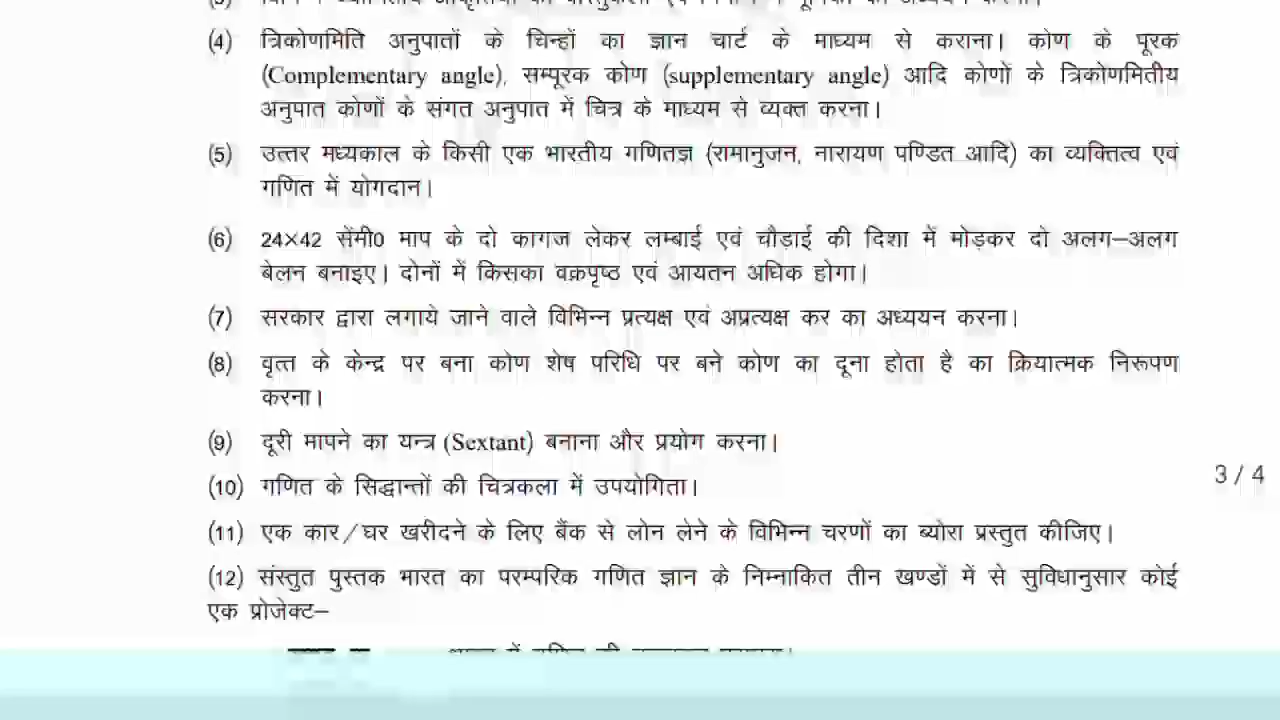 (4) त्रिकोणमिति अनुपातों के चिन्हों का ज्ञान चार्ट के माध्यम से कराना। कोण के पूरक
(Complementary angle), सम्पूरक कोण (supplementary angle) आदि कोणों के त्रिकोणमितीय
अनुपात कोणों के संगत अनुपात में चित्र के माध्यम से व्यक्त करना।
(5) उत्तर मध्यकाल के किसी एक भारतीय गणितज्ञ (रामानुजन, नारायण पण्डित आदि) का व्यक्तित्व एवं
गणित में योगदान।
(6) 24×42 सेंमी0 माप के दो कागज लेकर लम्बाई एवं चौड़ाई की दिशा में मोड़कर दो अलग–अलग
बेलन बनाइए। दोनों में किसका वक्रपृष्ठ एवं आयतन अधिक होगा।
(7) सरकार द्वारा लगाये जाने वाले विभिन्न प्रत्यक्ष एवं अप्रत्यक्ष कर का अध्ययन करना।
(8) वृत्त के केन्द्र पर बना कोण शेष परिधि पर बने कोण का दूना होता है का क्रियात्मक निरूपण
करना।
(9) दूरी मापने का यन्त्र (Sextant) बनाना और प्रयोग करना।
3 / 4
(10) गणित के सिद्धान्तों की चित्रकला में उपयोगिता।
(11) एक कार/घर खरीदने के लिए बैंक से लोन लेने के विभिन्न चरणों का ब्योरा प्रस्तुत कीजिए।
(12) संस्तुत पुस्तक भारत का परम्परिक गणित ज्ञान के निम्नाकित तीन खण्डों में से सुविधानुसार कोई
एक प्रोजेक्ट–